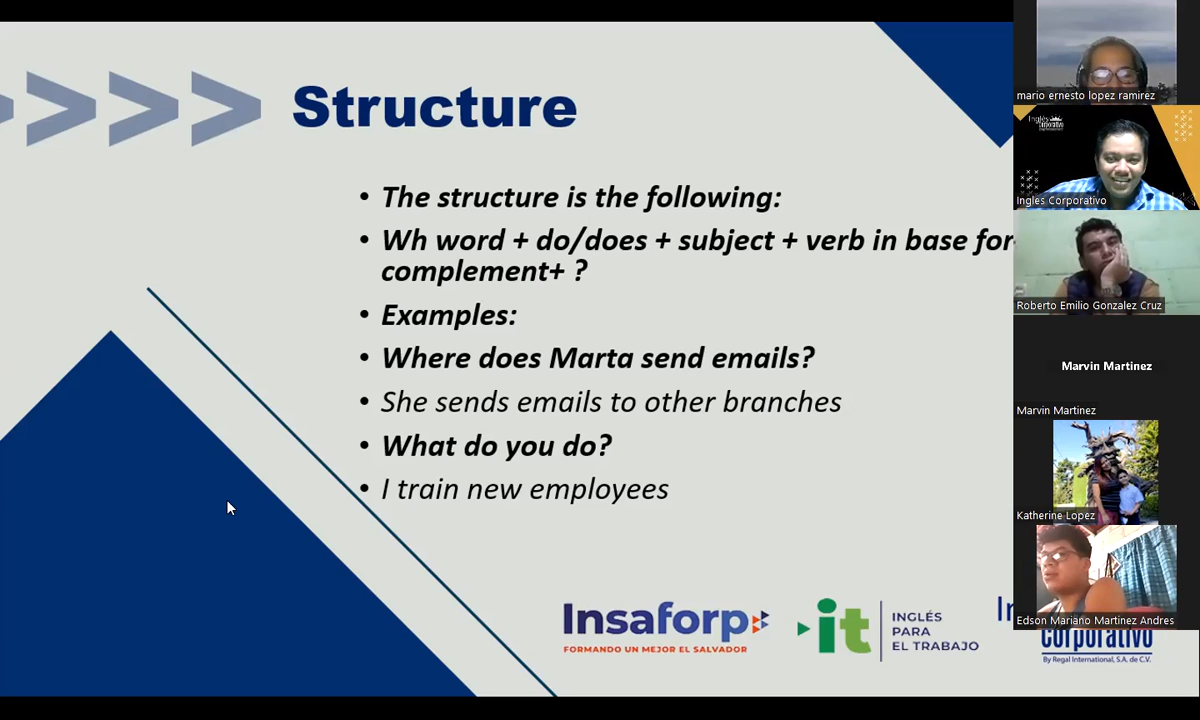 Structure
The structure is the following:
Wh word + do/does + subject + verb in base
complement+ ?
Examples:
Where does Marta send emails?
She sends emails to other branches
What do you do?
I train new employees
Insaforp
FORMANDO UN MEJOR EL SALVADOR
it
INGLÉS
PARA
EL TRABAJO
corporativo
By Regal International, S.A. de C.V.
mario ernesto lopez ramirez
Inglés
corporativo
Ingles Corporativo
Roberto Emilio Gonzalez Cruz
Marvin Martinez
Marvin Martinez
Katherine Lopez
Edson Mariano Martinez Andres